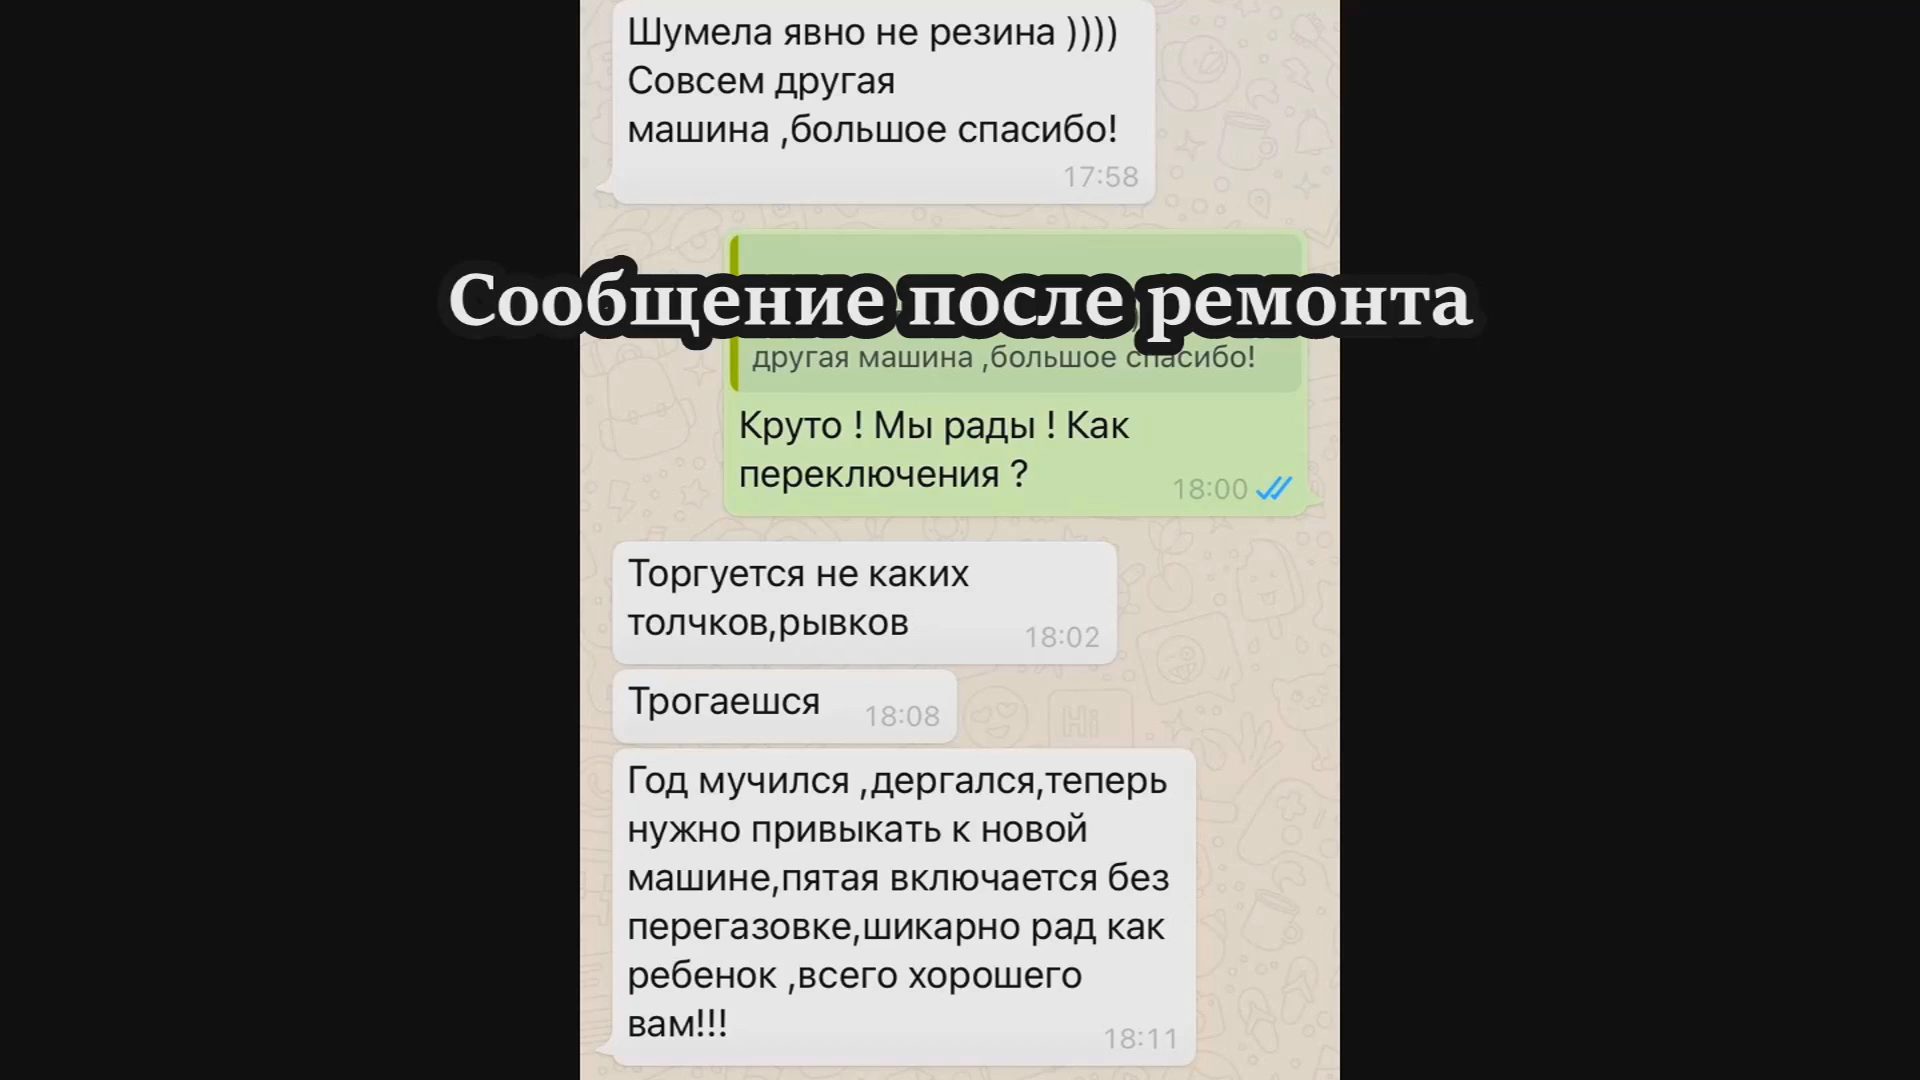 Шумела явно не резина ))))
Совсем другая
машина ,большое спасибо!
17:58
Сообщение после ремонта
другая машина ,большое спасибо!
Круто ! Мы рады ! Как
переключения ?
18:00
Торгуется не каких
толчков,рывков
18:02
Трогаешся
18:08
Год мучился ,дергался,теперь
нужно привыкать к новой
машине,пятая включается без
перегазовке,шикарно рад как
ребенок ,всего хорошего
вам!!!
18:11